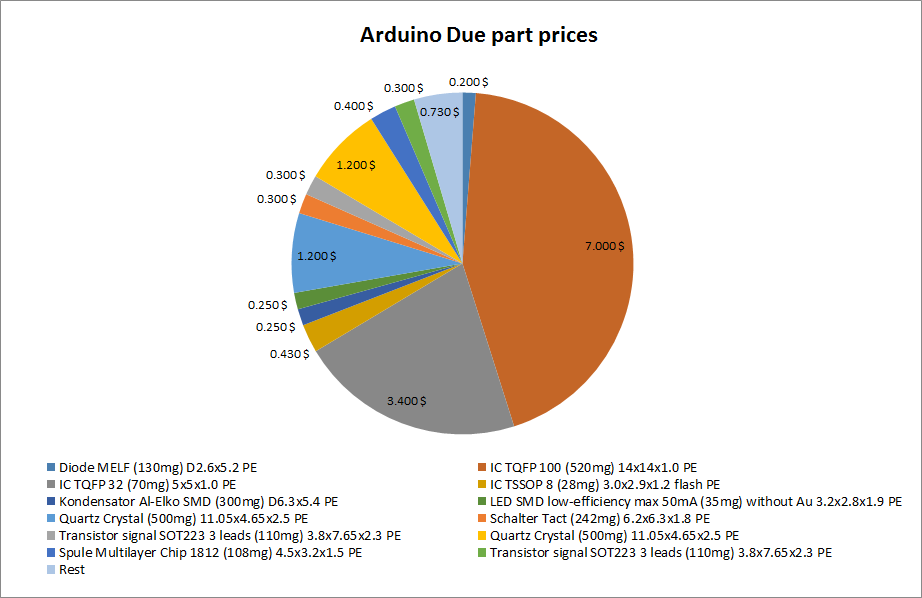 Arduino Due part prices
0.300 $ 0.200 $
0.400 $ 0.730 $
1.200 $
0.300 $
0.300 $
7.000 $
1.200 $
0.250 $
0.250 $
0.430 $
3.400 $
Diode MELF (130mg) D2.6x5.2 PE IC TQFP 100 (520mg) 14x14x1.0 PE
IC TQFP 32 (70mg) 5x5x1.0 PE IC TSSOP 8 (28mg) 3.0x2.9x1.2 flash PE
Kondensator Al-Elko SMD (300mg) D6.3x5.4 PE LED SMD low-efficiency max 50mA (35mg) without Au 3.2x2.8x1.9 PE
Quartz Crystal (500mg) 11.05x4.65x2.5 PE Schalter Tact (242mg) 6.2x6.3x1.8 PE
Transistor signal SOT223 3 leads (110mg) 3.8x7.65x2.3 PE Quartz Crystal (500mg) 11.05x4.65x2.5 PE
Spule Multilayer Chip 1812 (108mg) 4.5x3.2x1.5 PE Transistor signal SOT223 3 leads (110mg) 3.8x7.65x2.3 PE
Rest